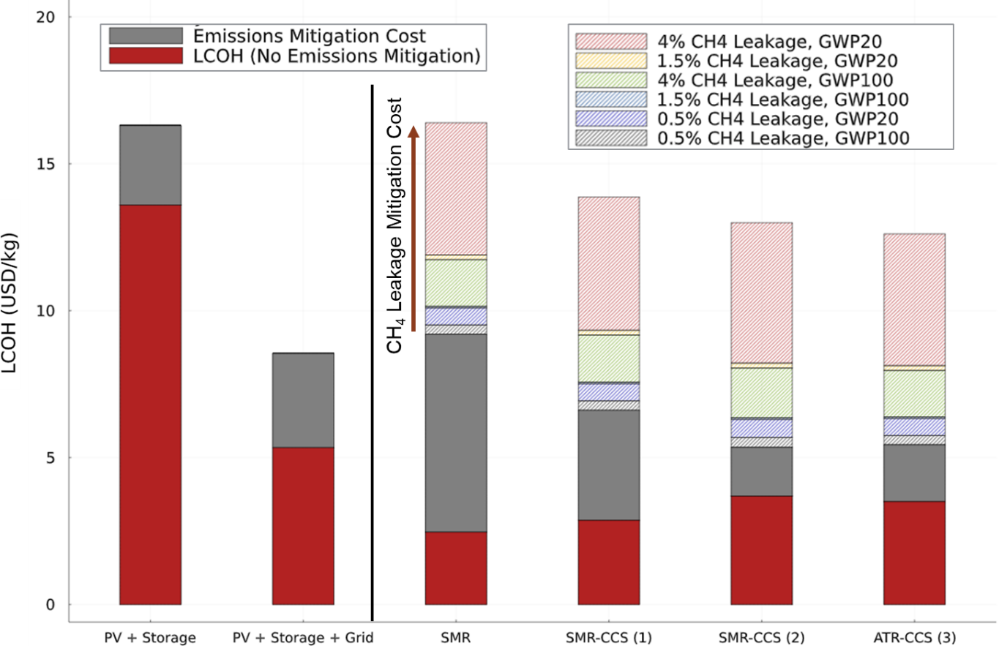 20
15
10
5
0
LCOH (USD/kg)
Emissions Mitigation Cost
LCOH (No Emissions Mitigation)
4% CH4 Leakage, GWP20
1.5% CH4 Leakage, GWP20
4% CH4 Leakage, GWP100
1.5% CH4 Leakage, GWP100
0.5% CH4 Leakage, GWP20
0.5% CH4 Leakage, GWP100
CH₄ Leakage Mitigation Cost
PV + Storage
PV + Storage + Grid
SMR
SMR-CCS (1)
SMR-CCS (2)
ATR-CCS (3)